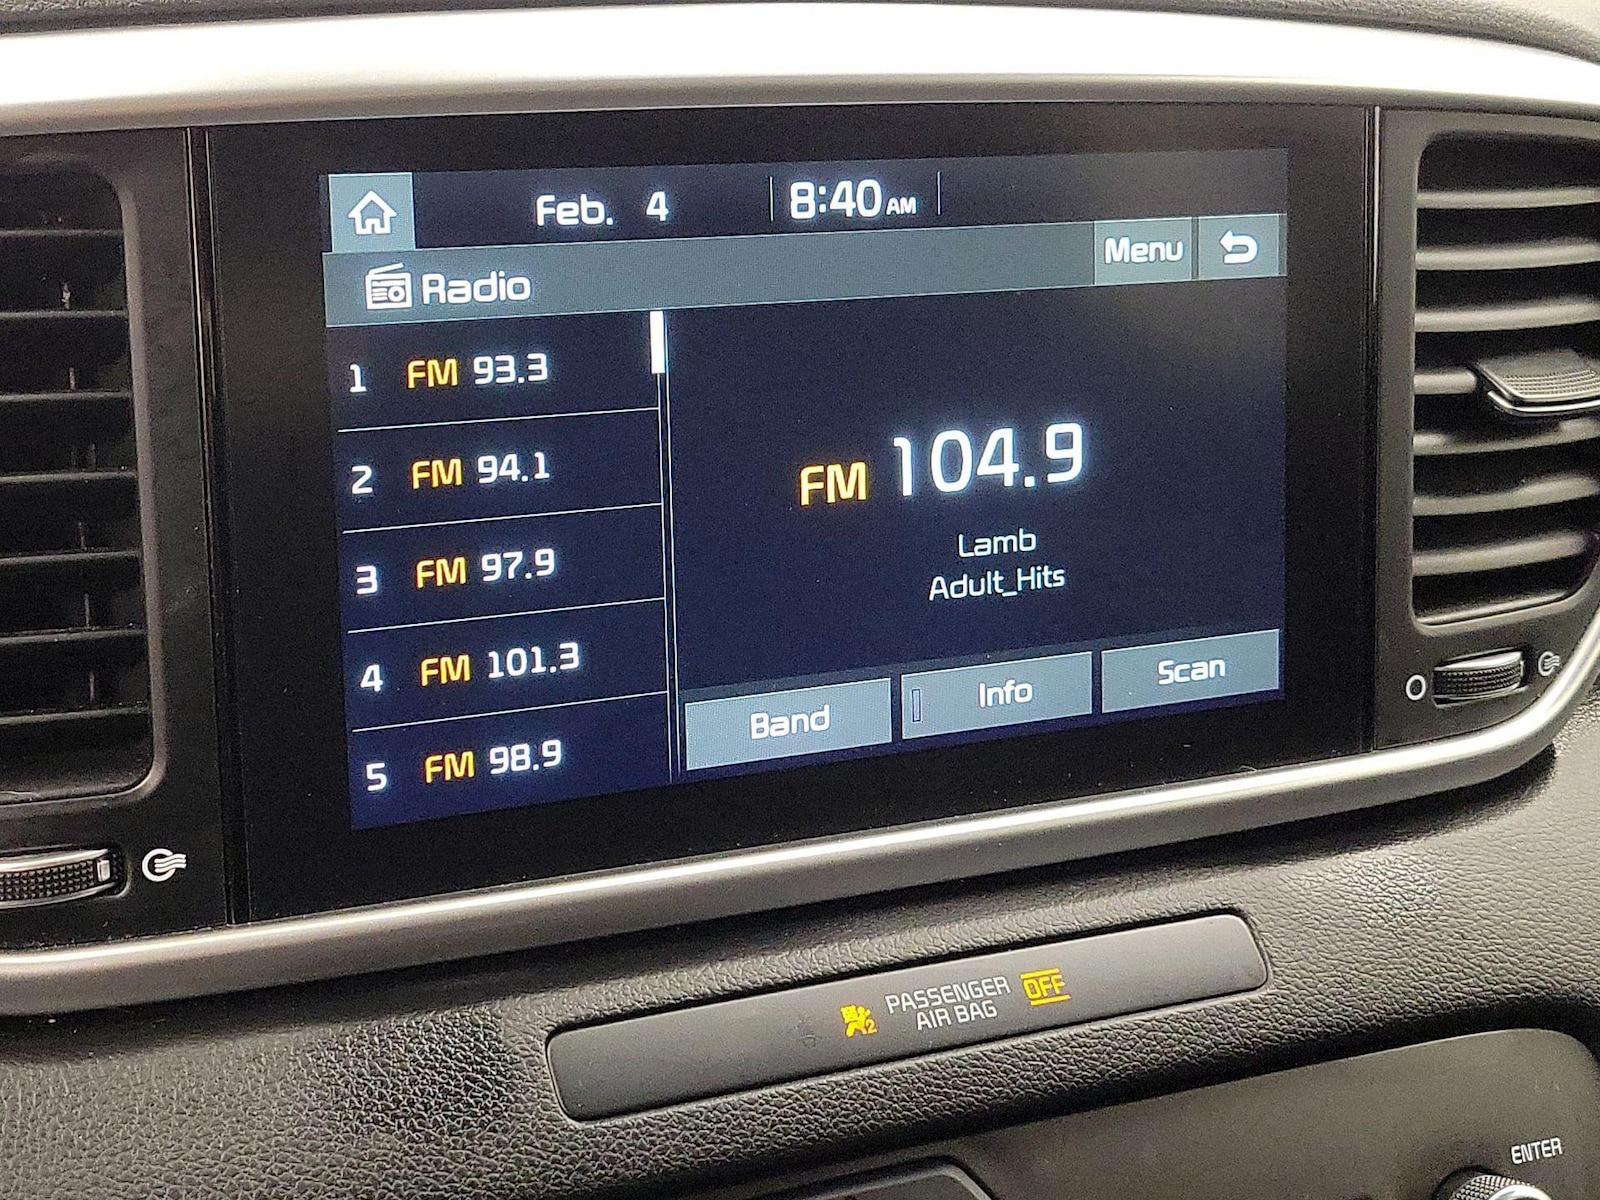 Feb. 4 8:40 AM
Menu
Radio
1 FM 93.3
2 FM 94.1
3 FM 97.9
4 FM 101.3
5 FM 98.9
FM 104.9
Lamb
Adult_Hits
Band Info Scan
PASSENGER OFF
AIR BAG
2
ENTER